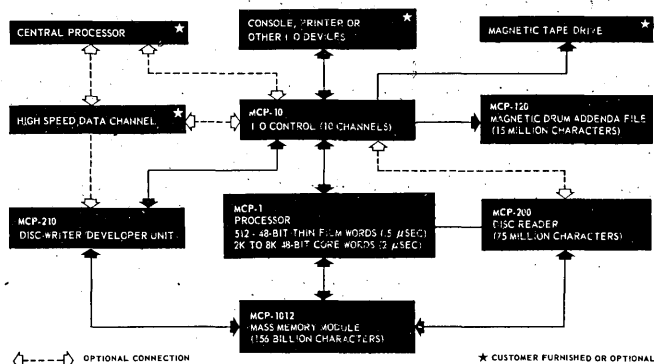 CENTRAL PROCESSOR
CONSOLE, PRINTER OR
OTHER I-O DEVICES
MAGNETIC TAPE DRIVE
HIGH SPEED DATA CHANNEL
MCP-10
I-O CONTROL (10 CHANNELS)
MCP-120
MAGNETIC DRUM ADDENDA FILE
(15 MILLION CHARACTERS)
MCP-210
DISC-WRITER DEVELOPER UNIT
MCP-1
PROCESSOR
512 - 48-BIT THIN FILM WORDS (.5 µSEC)
2K TO 8K 48-BIT CORE WORDS (2 µSEC)
MCP-200
DISC READER
(75 MILLION CHARACTERS)
MCP-1012
MASS MEMORY MODULE
(156 BILLION CHARACTERS)
OPTIONAL CONNECTION
★ CUSTOMER FURNISHED OR OPTIONAL